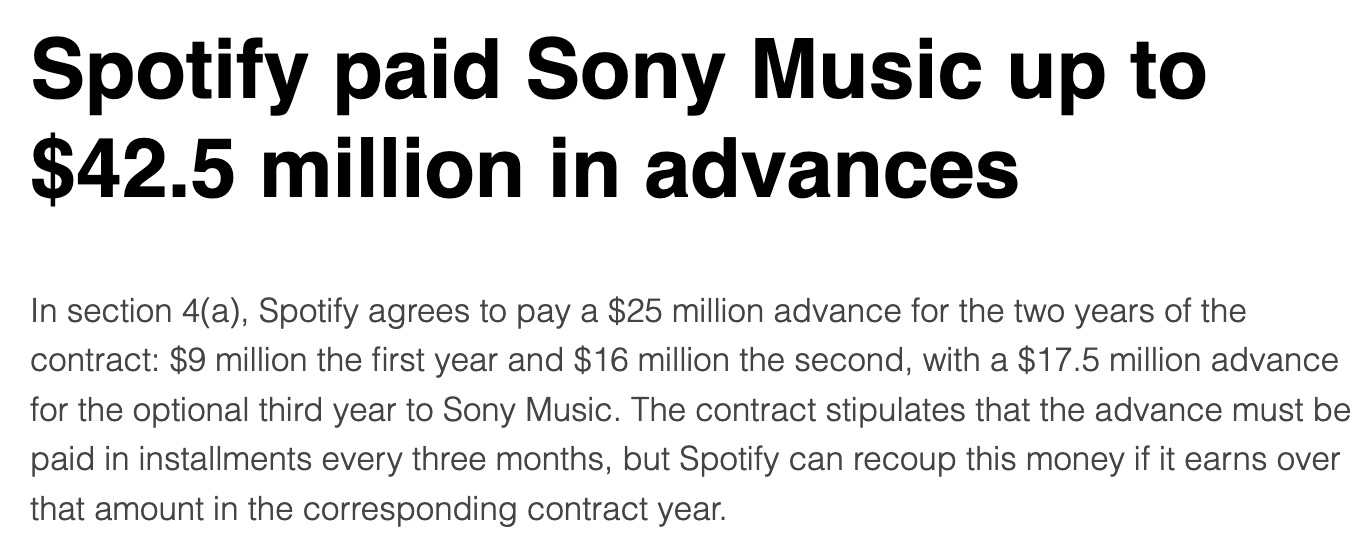 Spotify paid Sony Music up to
$42.5 million in advances
In section 4(a), Spotify agrees to pay a $25 million advance for the two years of the
contract: $9 million the first year and $16 million the second, with a $17.5 million advance
for the optional third year to Sony Music. The contract stipulates that the advance must be
paid in installments every three months, but Spotify can recoup this money if it earns over
that amount in the corresponding contract year.